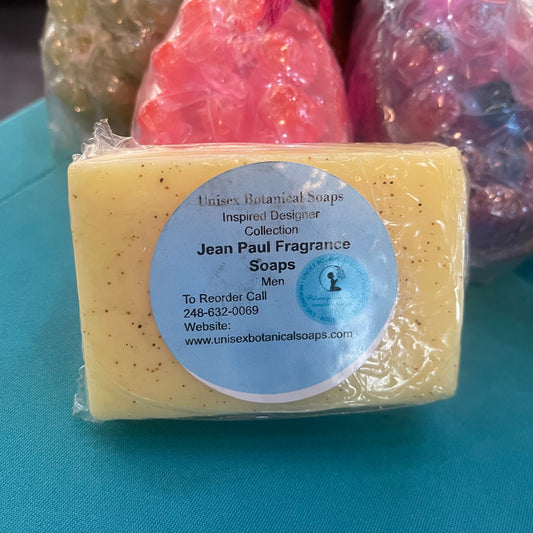 Unisex Botanical Soaps
Inspired Designer
Collection
Jean Paul Fragrance
Soaps
Men
To Reorder Call
248-632-0069
Website:
www.unisexbotanicalsoaps.com